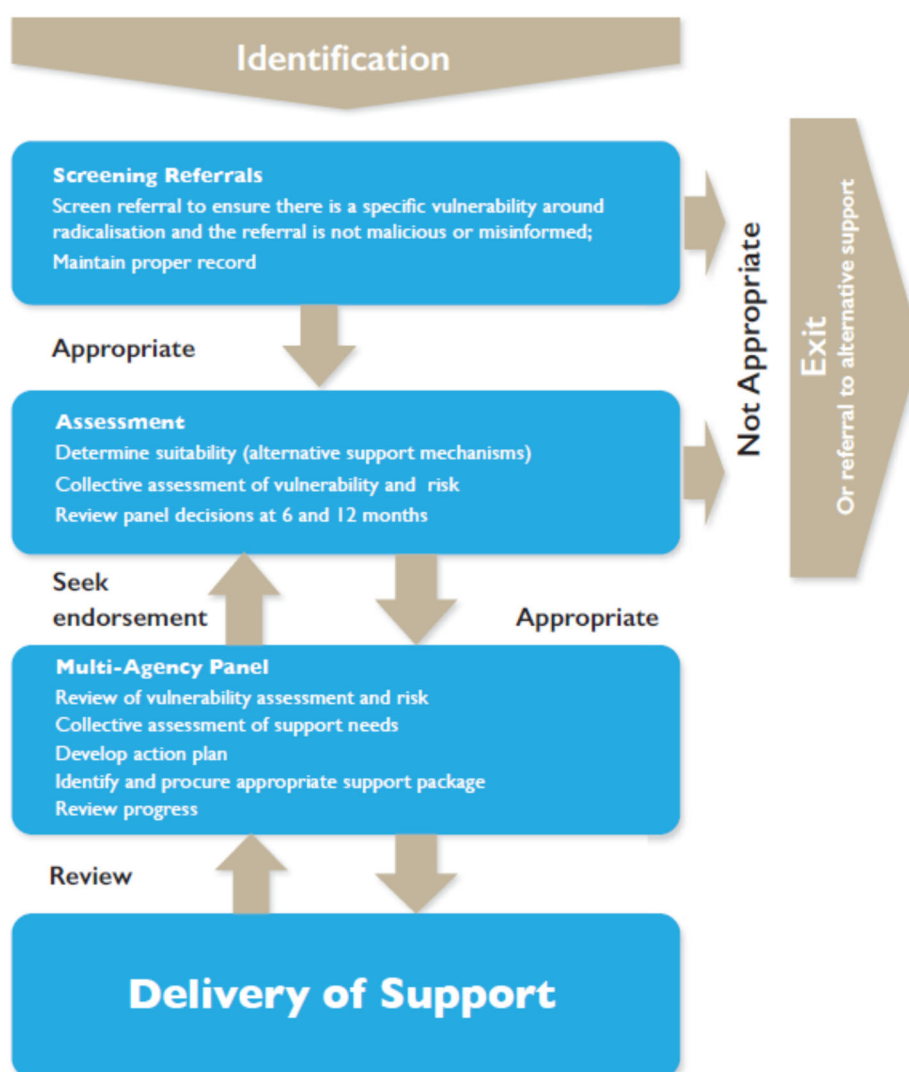 Identification
Screening Referrals
Screen referral to ensure there is a specific vulnerability around
radicalisation and the referral is not malicious or misinformed;
Maintain proper record
Appropriate
Not Appropriate
Exit
Or referral to alternative support
Assessment
Determine suitability (alternative support mechanisms)
Collective assessment of vulnerability and risk
Review panel decisions at 6 and 12 months
Seek
endorsement
Appropriate
Multi-Agency Panel
Review of vulnerability assessment and risk
Collective assessment of support needs
Develop action plan
Identify and procure appropriate support package
Review progress
Review
Delivery of Support